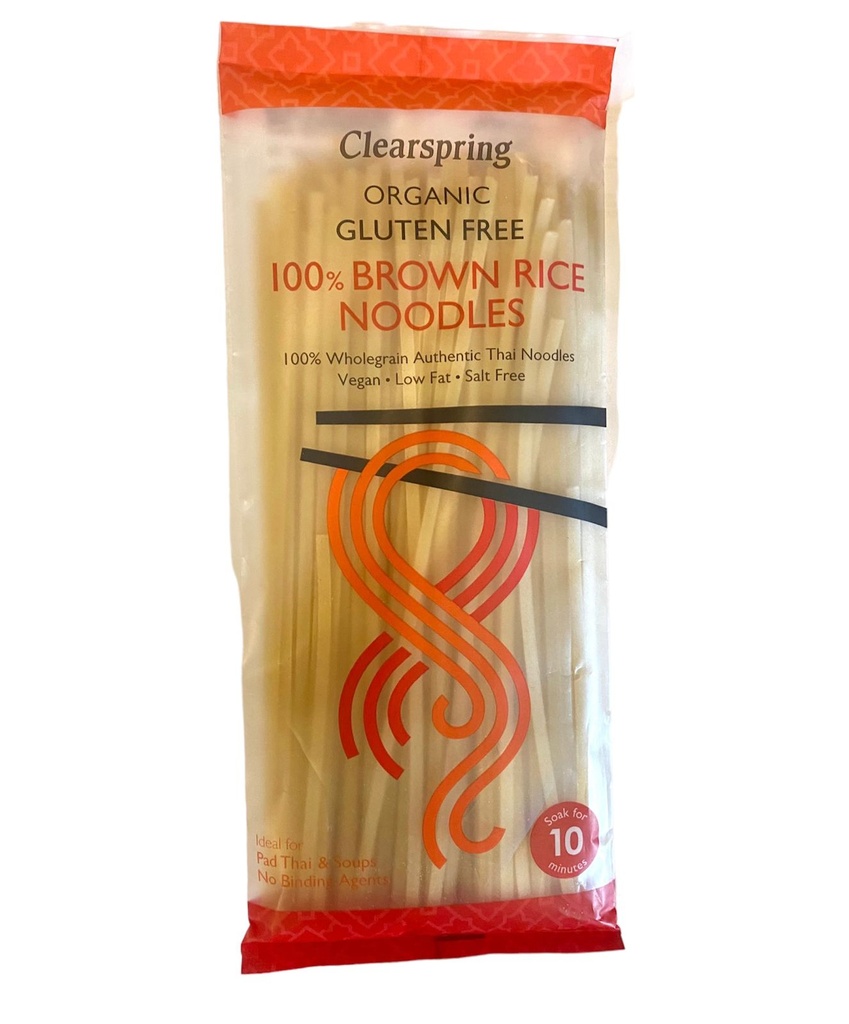 Clearspring
ORGANIC
GLUTEN FREE
100% BROWN RICE
NOODLES
100% Wholegrain Authentic Thai Noodles
Vegan • Low Fat • Salt Free
Soak for
10
minutes
Ideal for
Pad Thai & Soups
No Binding Agents